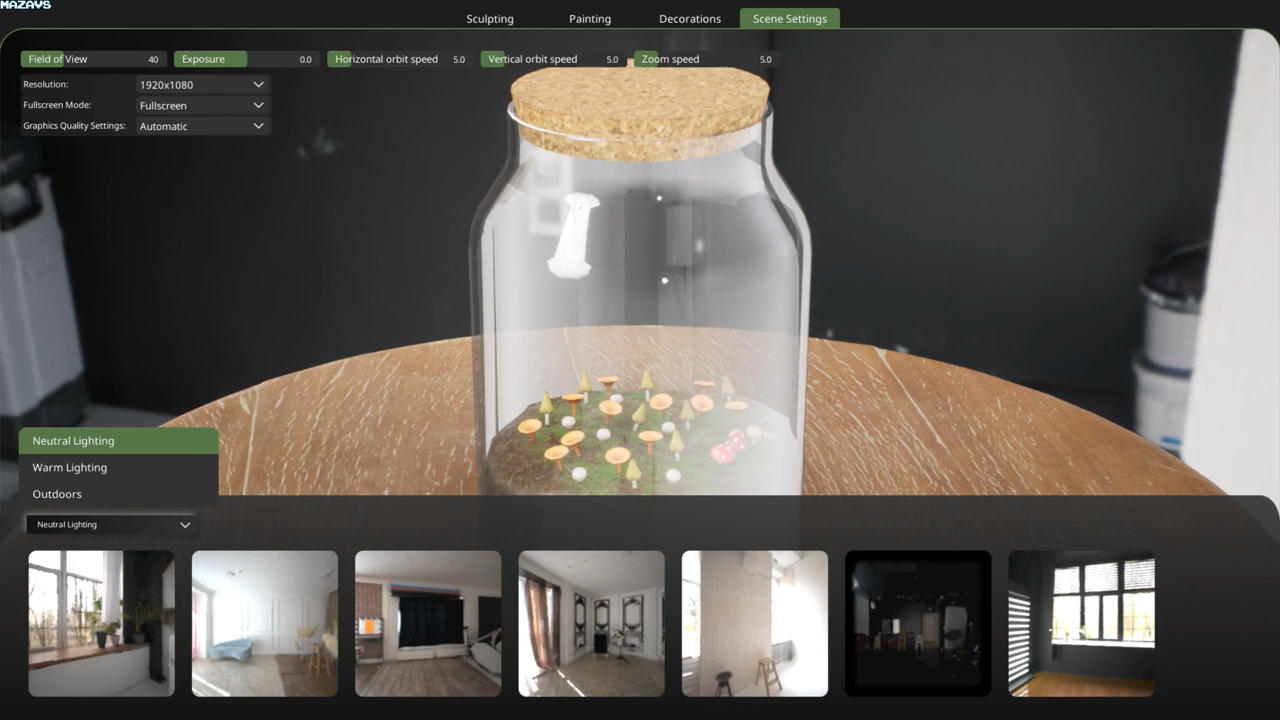 MAZAVS
Sculpting Painting Decorations Scene Settings
Field of View 40 Exposure 0.0 Horizontal orbit speed 5.0 Vertical orbit speed 5.0 Zoom speed 5.0
Resolution: 1920x1080
Fullscreen Mode: Fullscreen
Graphics Quality Settings: Automatic
Neutral Lighting
Warm Lighting
Outdoors
Neutral Lighting